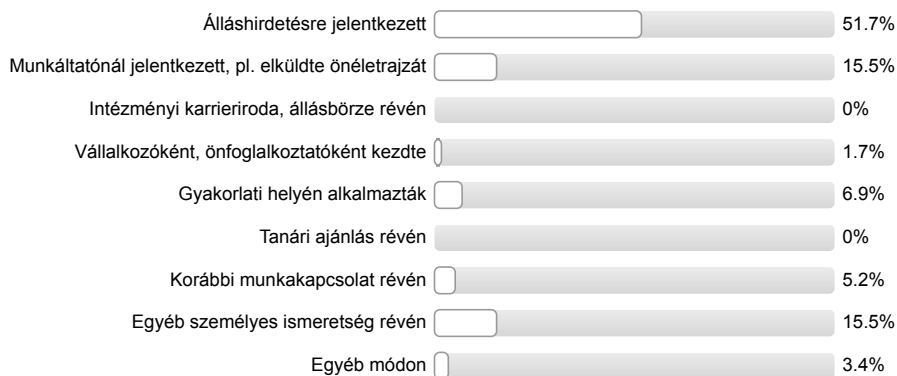 Álláshirdetésre jelentkezett 51.7%
Munkáltatónál jelentkezett, pl. elküldte önéletrajzát 15.5%
Intézményi karrieriroda, állásbörze révén 0%
Vállalkozóként, önfoglalkoztatóként kezdte 1.7%
Gyakorlati helyén alkalmazták 6.9%
Tanári ajánlás révén 0%
Korábbi munkakapcsolat révén 5.2%
Egyéb személyes ismeretség révén 15.5%
Egyéb módon 3.4%